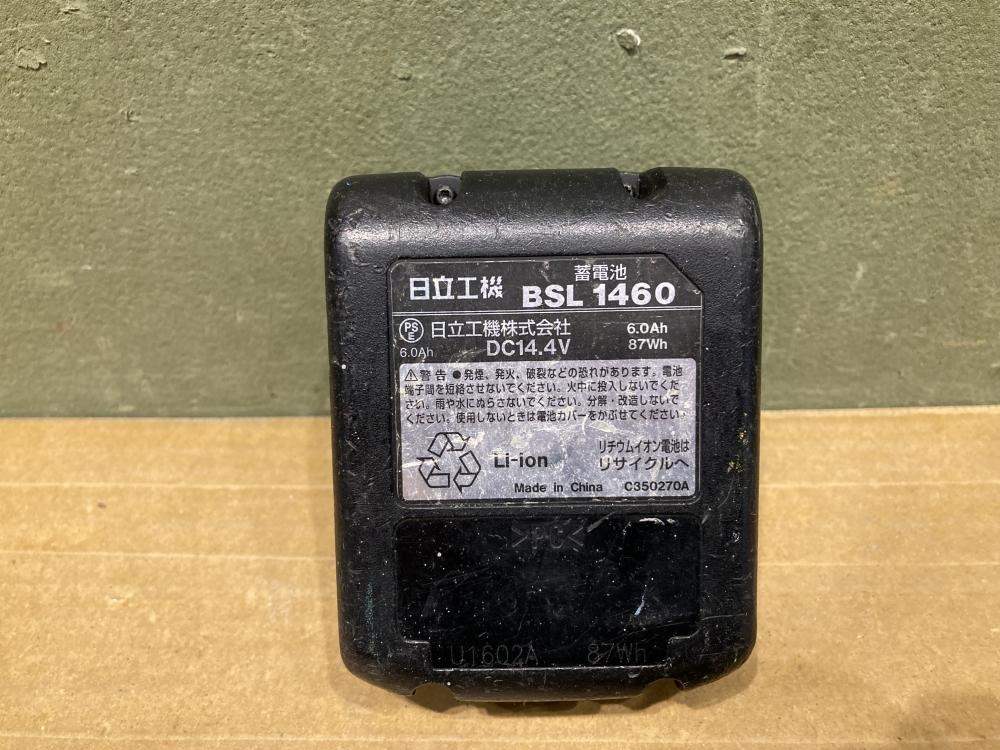 蓄電池
日立工機 BSL 1460
PSE 日立工機株式会社 6.0Ah
6.0Ah DC14.4V 87Wh
⚠警告 ●発煙、発火、破裂などの恐れがあります。電池
端子間を短絡させないでください。火中に投入しないでくだ
さい。雨や水にぬらさないでください。分解・改造しないで
ください。使用しないときは電池カバーをかぶせてください。
リチウムイオン電池は
Li-ion リサイクルへ
Made in China C350270A
>PC<
U1602A 87Wh